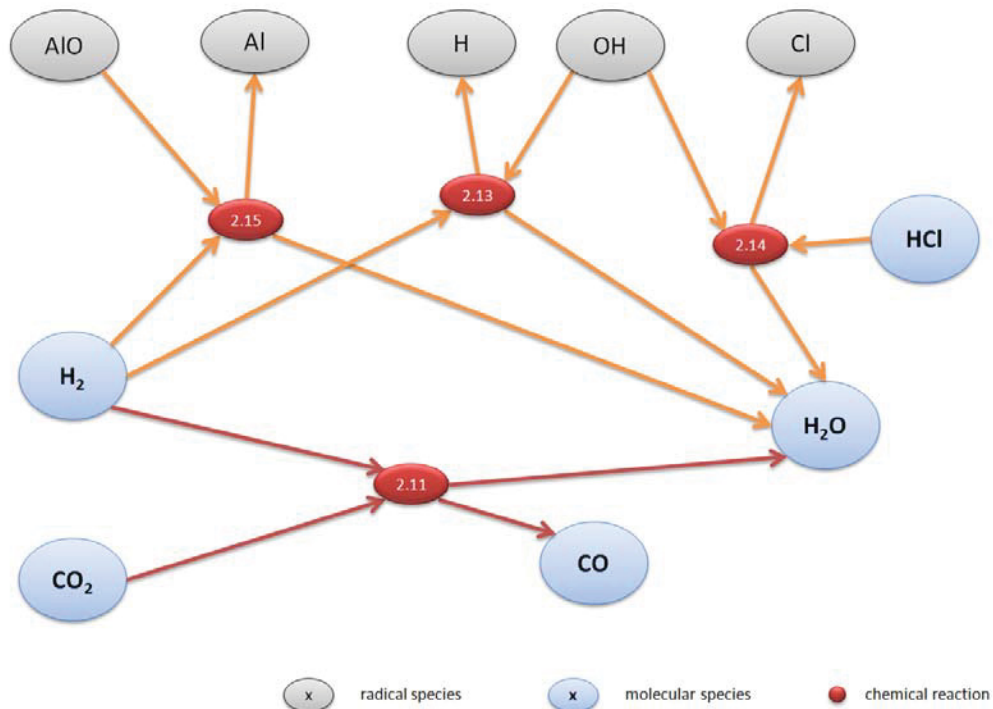 AlO
Al
H
OH
Cl
2.15
2.13
2.14
HCl
H₂
H₂O
2.11
CO₂
CO
x radical species
x molecular species
chemical reaction